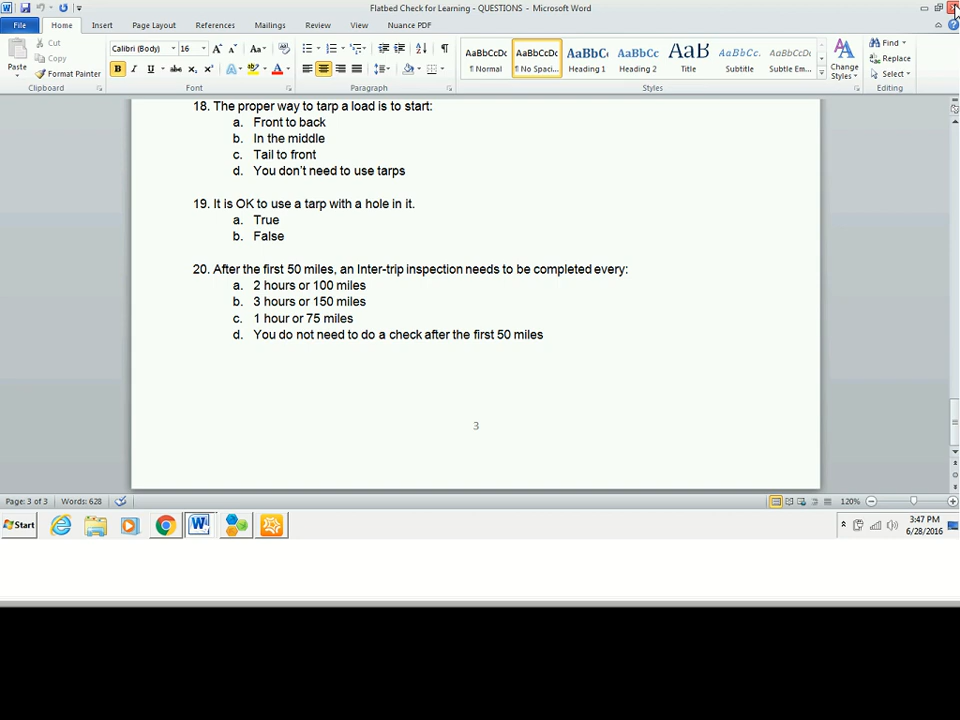 Flatbed Check for Learning - QUESTIONS - Microsoft Word
File Home Insert Page Layout References Mailings Review View Nuance PDF
Cut
Copy
Format Painter
Paste
Calibri (Body) 16
AaBbCcDc AaBbCcDc AaBbC AaBbCc AaB AaBbCc. AaBbCcDc
¶ Normal ¶ No Spaci... Heading 1 Heading 2 Title Subtitle Subtle Em...
Change Styles
Find
Replace
Select
Clipboard Font Paragraph Styles Editing
18. The proper way to tarp a load is to start:
a. Front to back
b. In the middle
c. Tail to front
d. You don’t need to use tarps
19. It is OK to use a tarp with a hole in it.
a. True
b. False
20. After the first 50 miles, an Inter-trip inspection needs to be completed every:
a. 2 hours or 100 miles
b. 3 hours or 150 miles
c. 1 hour or 75 miles
d. You do not need to do a check after the first 50 miles
3
Page: 3 of 3 Words: 628 120%
Start
3:47 PM
6/28/2016